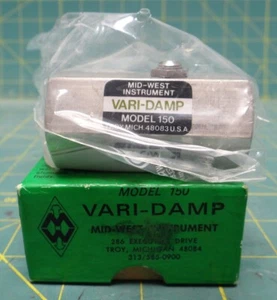 MID-WEST
INSTRUMENT
VARI-DAMP
MODEL 150
MICH. 48083 U.S.A
MODEL 150
VARI-DAMP
MID-WEST INSTRUMENT
DRIVE
TROY, MICHIGAN 48084